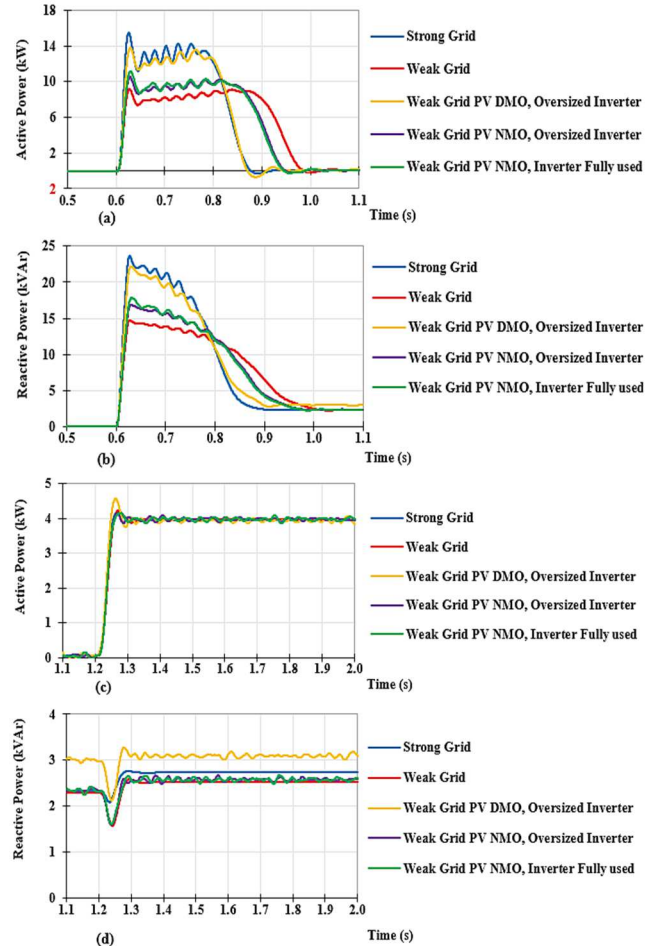 Active Power (kW)
18
14
10
6
2
2
0.5 0.6 0.7 0.8 0.9 1.0 1.1
(a)
Time (s)
Strong Grid
Weak Grid
Weak Grid PV DMO, Oversized Inverter
Weak Grid PV NMO, Oversized Inverter
Weak Grid PV NMO, Inverter Fully used
Reactive Power (kVAr)
25
20
15
10
5
0
0.5 0.6 0.7 0.8 0.9 1.0 1.1
(b)
Time (s)
Strong Grid
Weak Grid
Weak Grid PV DMO, Oversized Inverter
Weak Grid PV NMO, Oversized Inverter
Weak Grid PV NMO, Inverter Fully used
Active Power (kW)
5
4
3
2
1
0
1.1 1.2 1.3 1.4 1.5 1.6 1.7 1.8 1.9 2.0
(c)
Time (s)
Strong Grid
Weak Grid
Weak Grid PV DMO, Oversized Inverter
Weak Grid PV NMO, Oversized Inverter
Weak Grid PV NMO, Inverter Fully used
Reactive Power (kVAr)
4
3
2
1
0
1.1 1.2 1.3 1.4 1.5 1.6 1.7 1.8 1.9 2.0
(d)
Time (s)
Strong Grid
Weak Grid
Weak Grid PV DMO, Oversized Inverter
Weak Grid PV NMO, Oversized Inverter
Weak Grid PV NMO, Inverter Fully used